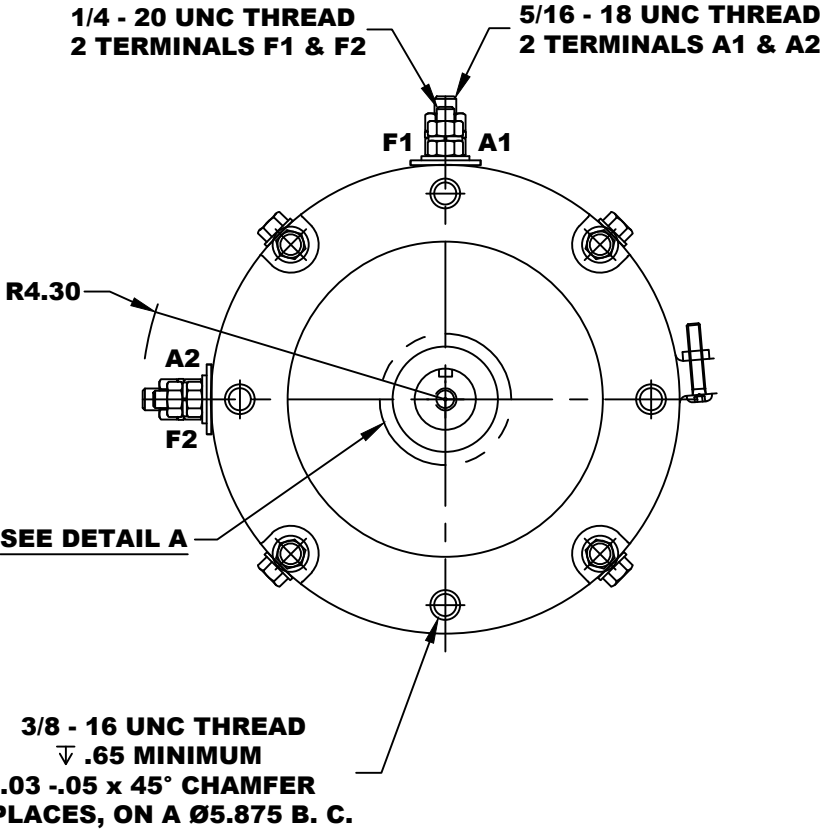 1/4 - 20 UNC THREAD
2 TERMINALS F1 & F2
5/16 - 18 UNC THREAD
2 TERMINALS A1 & A2
F1
A1
R4.30
A2
F2
SEE DETAIL A
3/8 - 16 UNC THREAD
↧ .65 MINIMUM
.03 -.05 x 45° CHAMFER
PLACES, ON A Ø5.875 B. C.